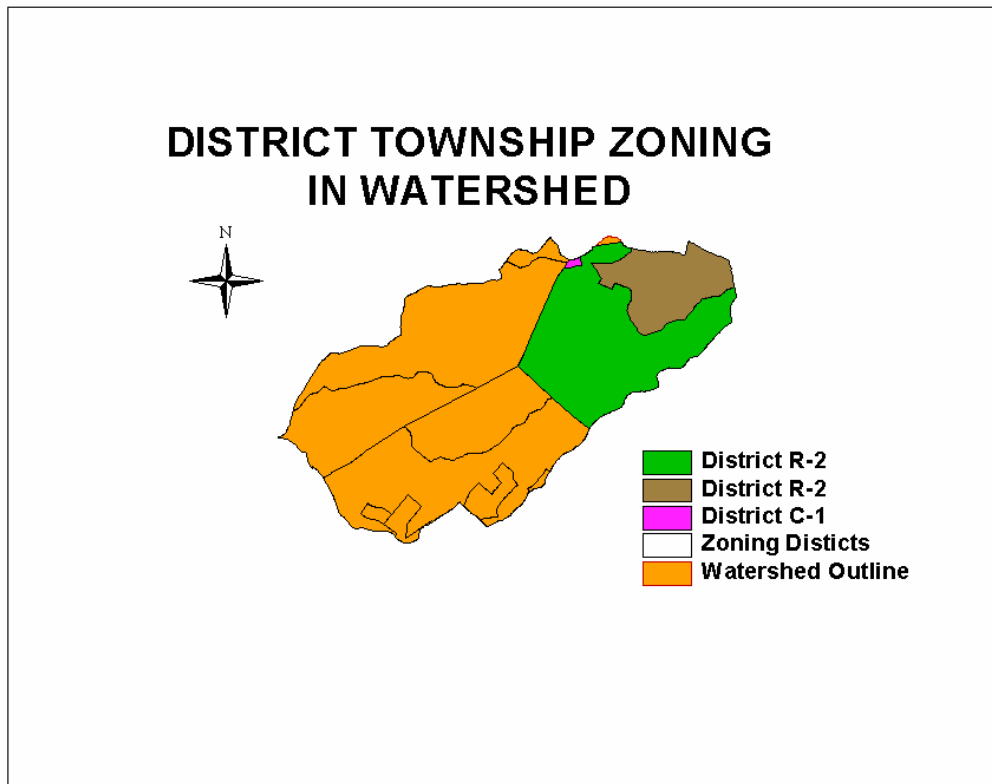 DISTRICT TOWNSHIP ZONING
IN WATERSHED
N
District R-2
District R-2
District C-1
Zoning Disticts
Watershed Outline